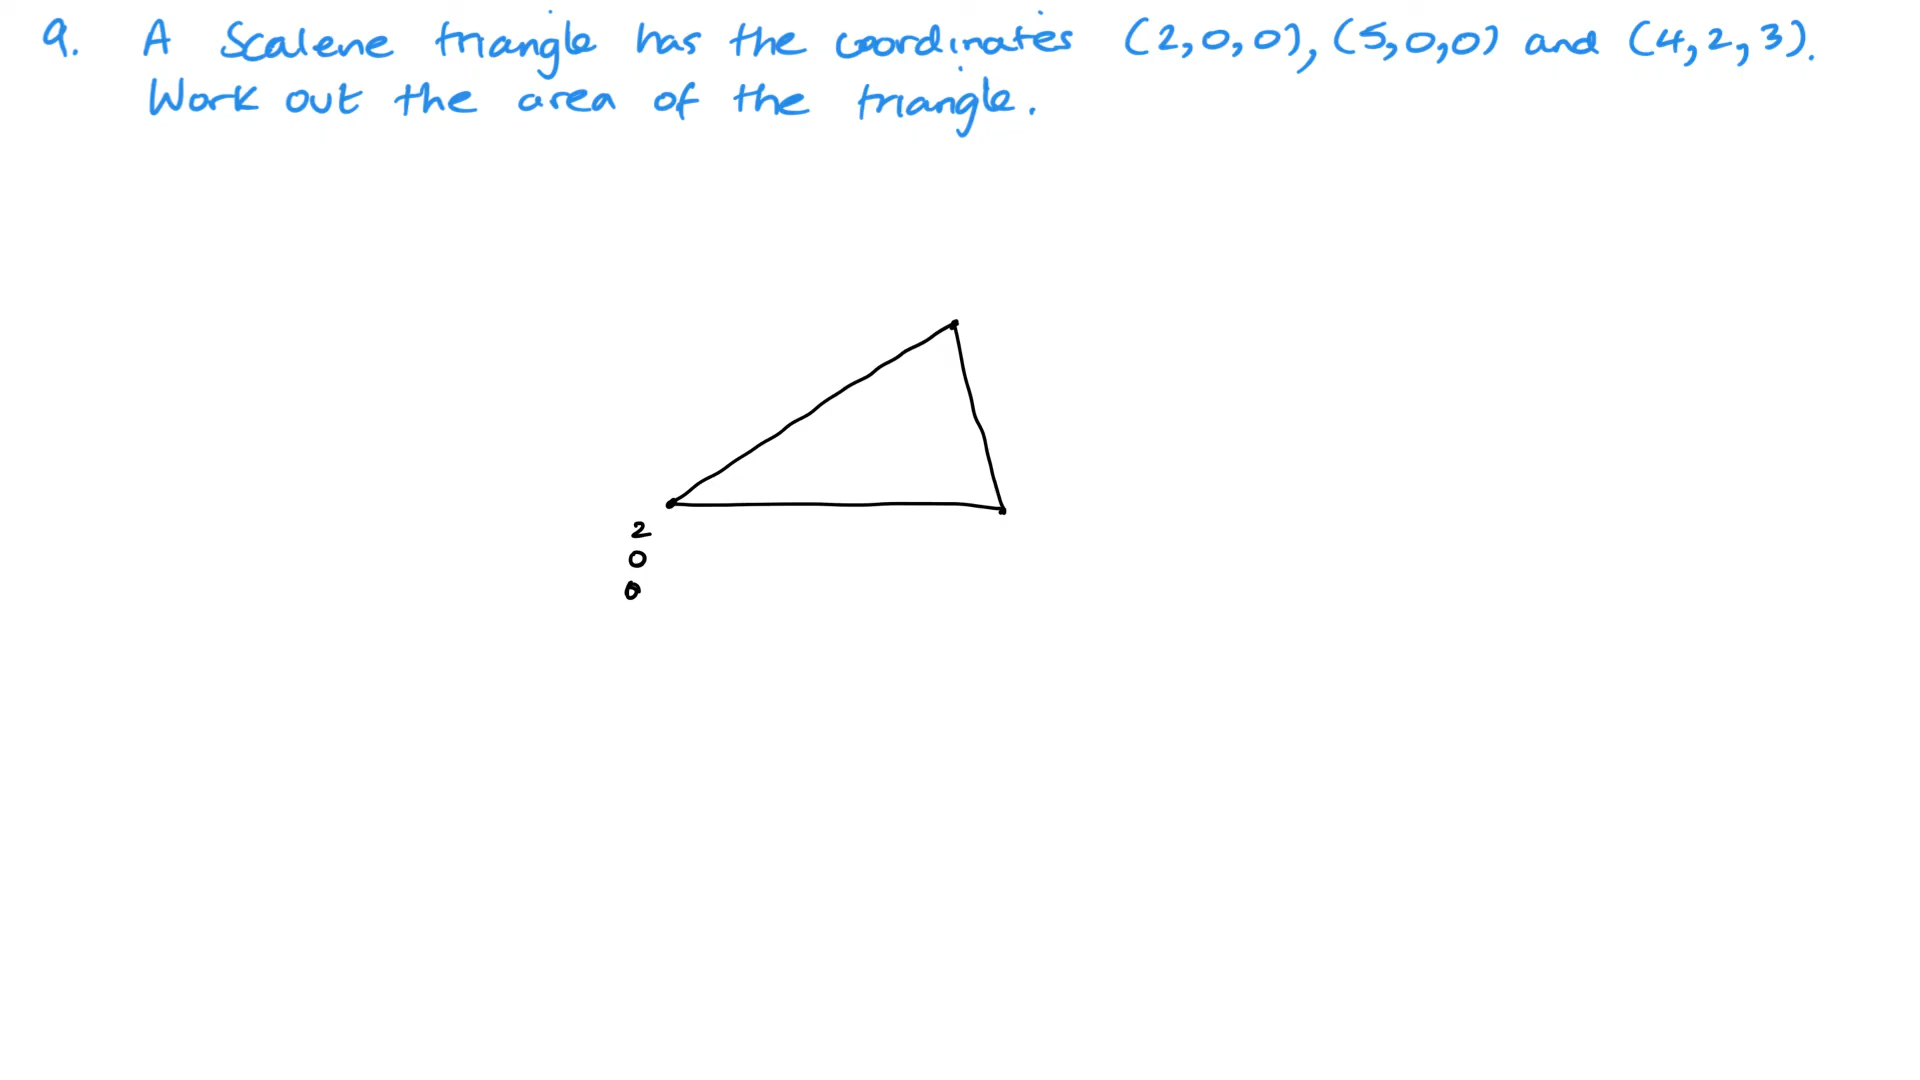 9. A Scalene triangle has the coordinates (2,0,0), (5,0,0) and (4,2,3).
Work out the area of the triangle.
2
0
0